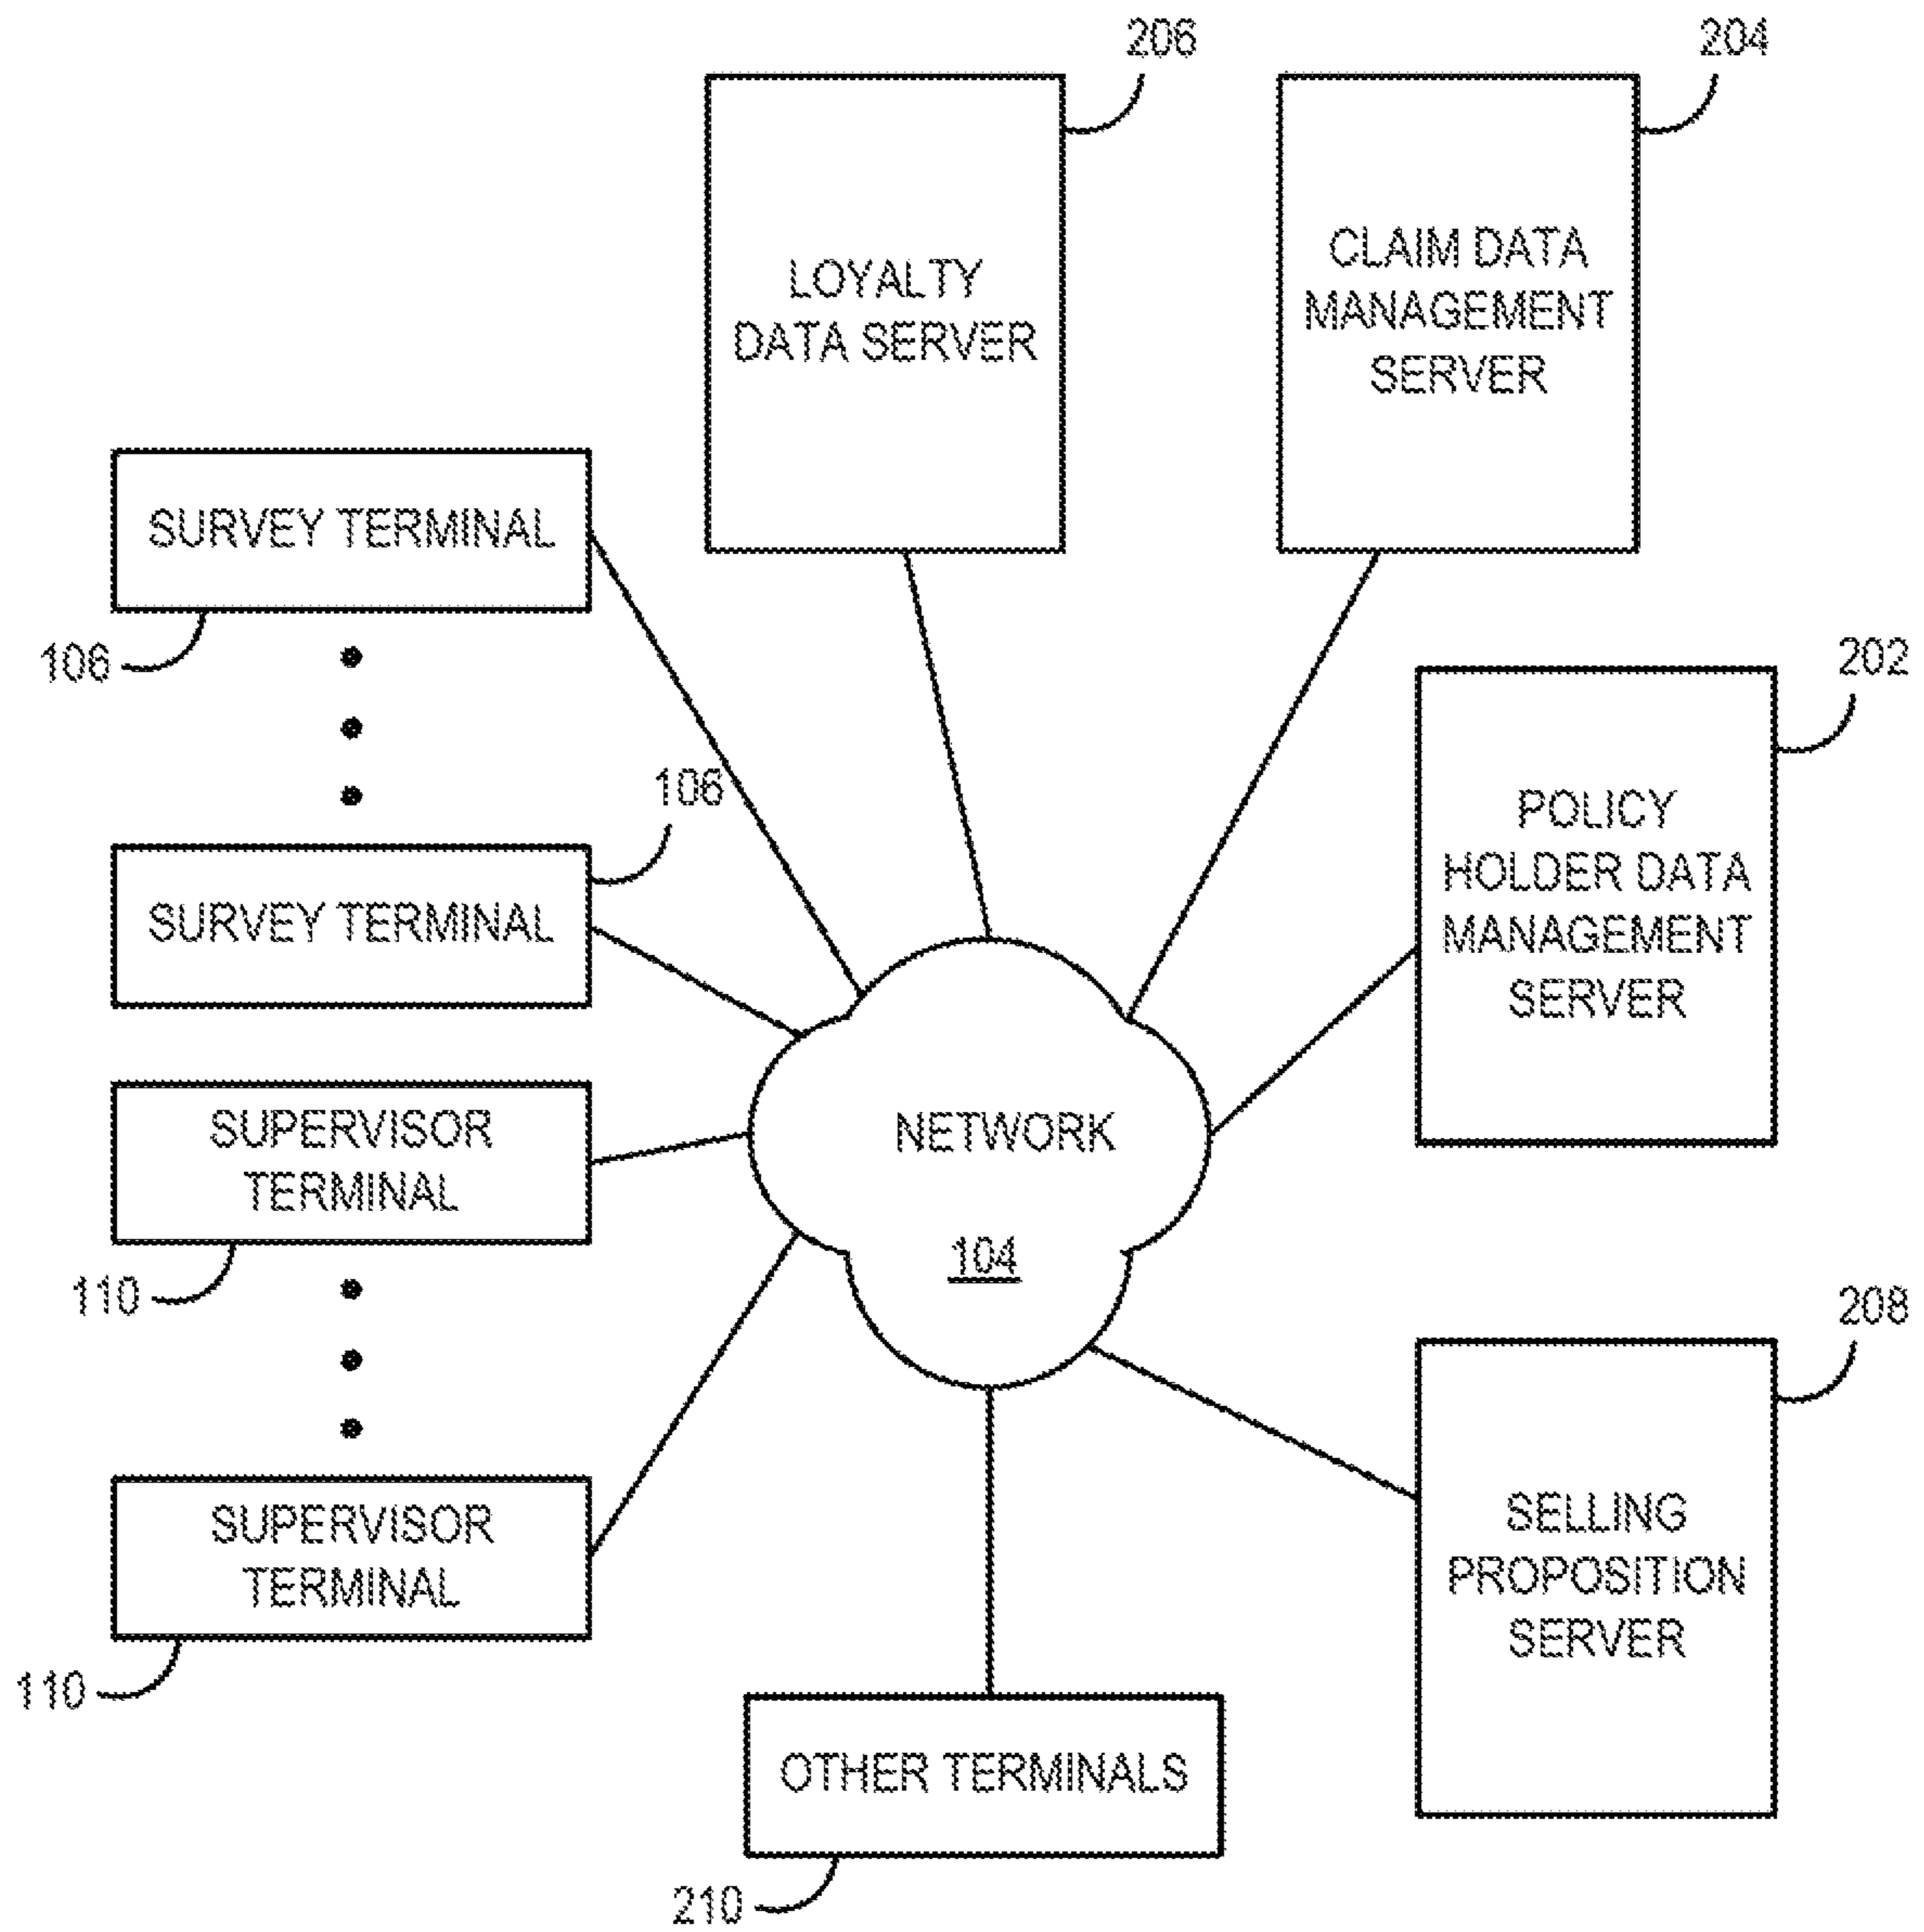 206
204
LOYALTY
DATA SERVER
CLAIM DATA
MANAGEMENT
SERVER
SURVEY TERMINAL
106
202
106
POLICY
HOLDER DATA
MANAGEMENT
SERVER
SURVEY TERMINAL
SUPERVISOR
TERMINAL
110
NETWORK
104
208
SUPERVISOR
TERMINAL
110
SELLING
PROPOSITION
SERVER
OTHER TERMINALS
210